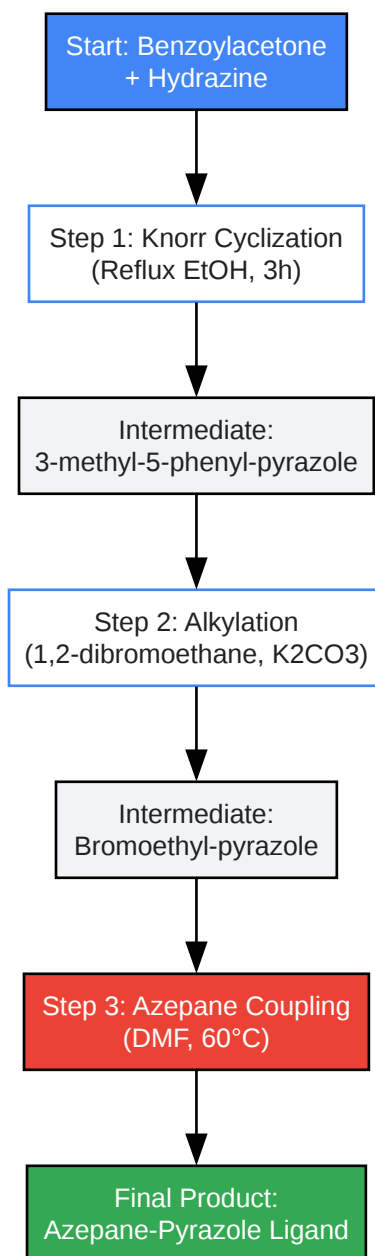 Start: Benzoylacetone
+ Hydrazine
Step 1: Knorr Cyclization
(Reflux EtOH, 3h)
Intermediate:
3-methyl-5-phenyl-pyrazole
Step 2: Alkylation
(1,2-dibromoethane, K2CO3)
Intermediate:
Bromoethyl-pyrazole
Step 3: Azepane Coupling
(DMF, 60°C)
Final Product:
Azepane-Pyrazole Ligand